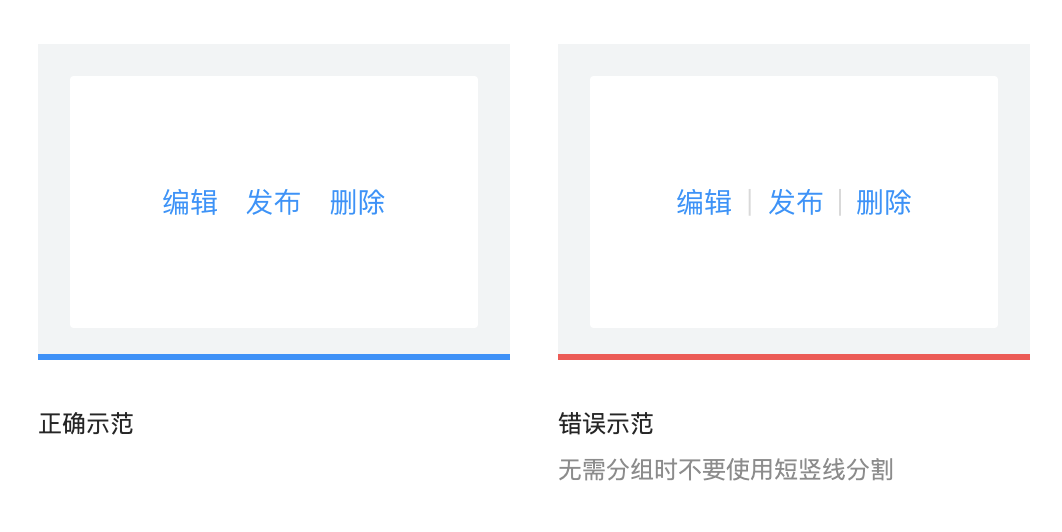 编辑 发布 删除
编辑 | 发布 | 删除
正确示范
错误示范
无需分组时不要使用短竖线分割